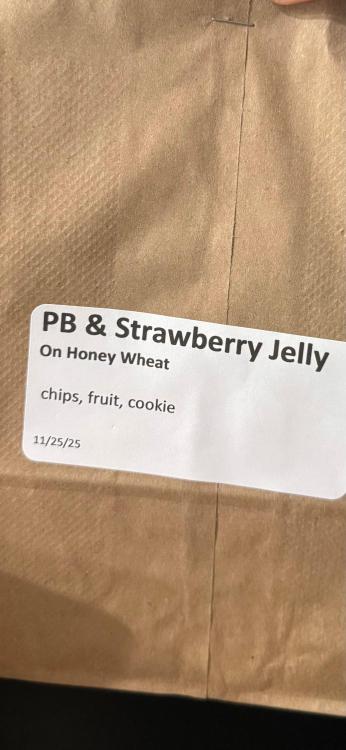 PB & Strawberry Jelly
On Honey Wheat
chips, fruit, cookie
11/25/25